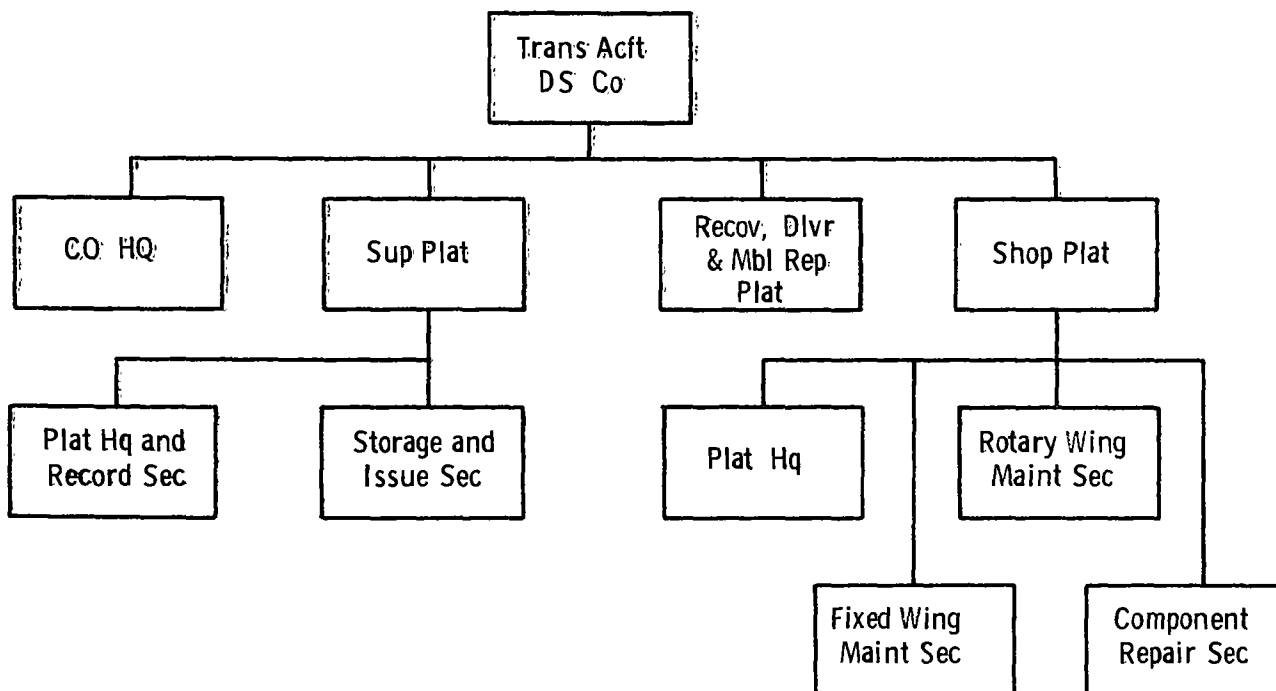 Trans Acft
DS Co
CO HQ
Sup Plat
Recov, Dlvr
& Mbl Rep
Plat
Shop Plat
Plat Hq and
Record Sec
Storage and
Issue Sec
Plat Hq
Rotary Wing
Maint Sec
Fixed Wing
Maint Sec
Component
Repair Sec